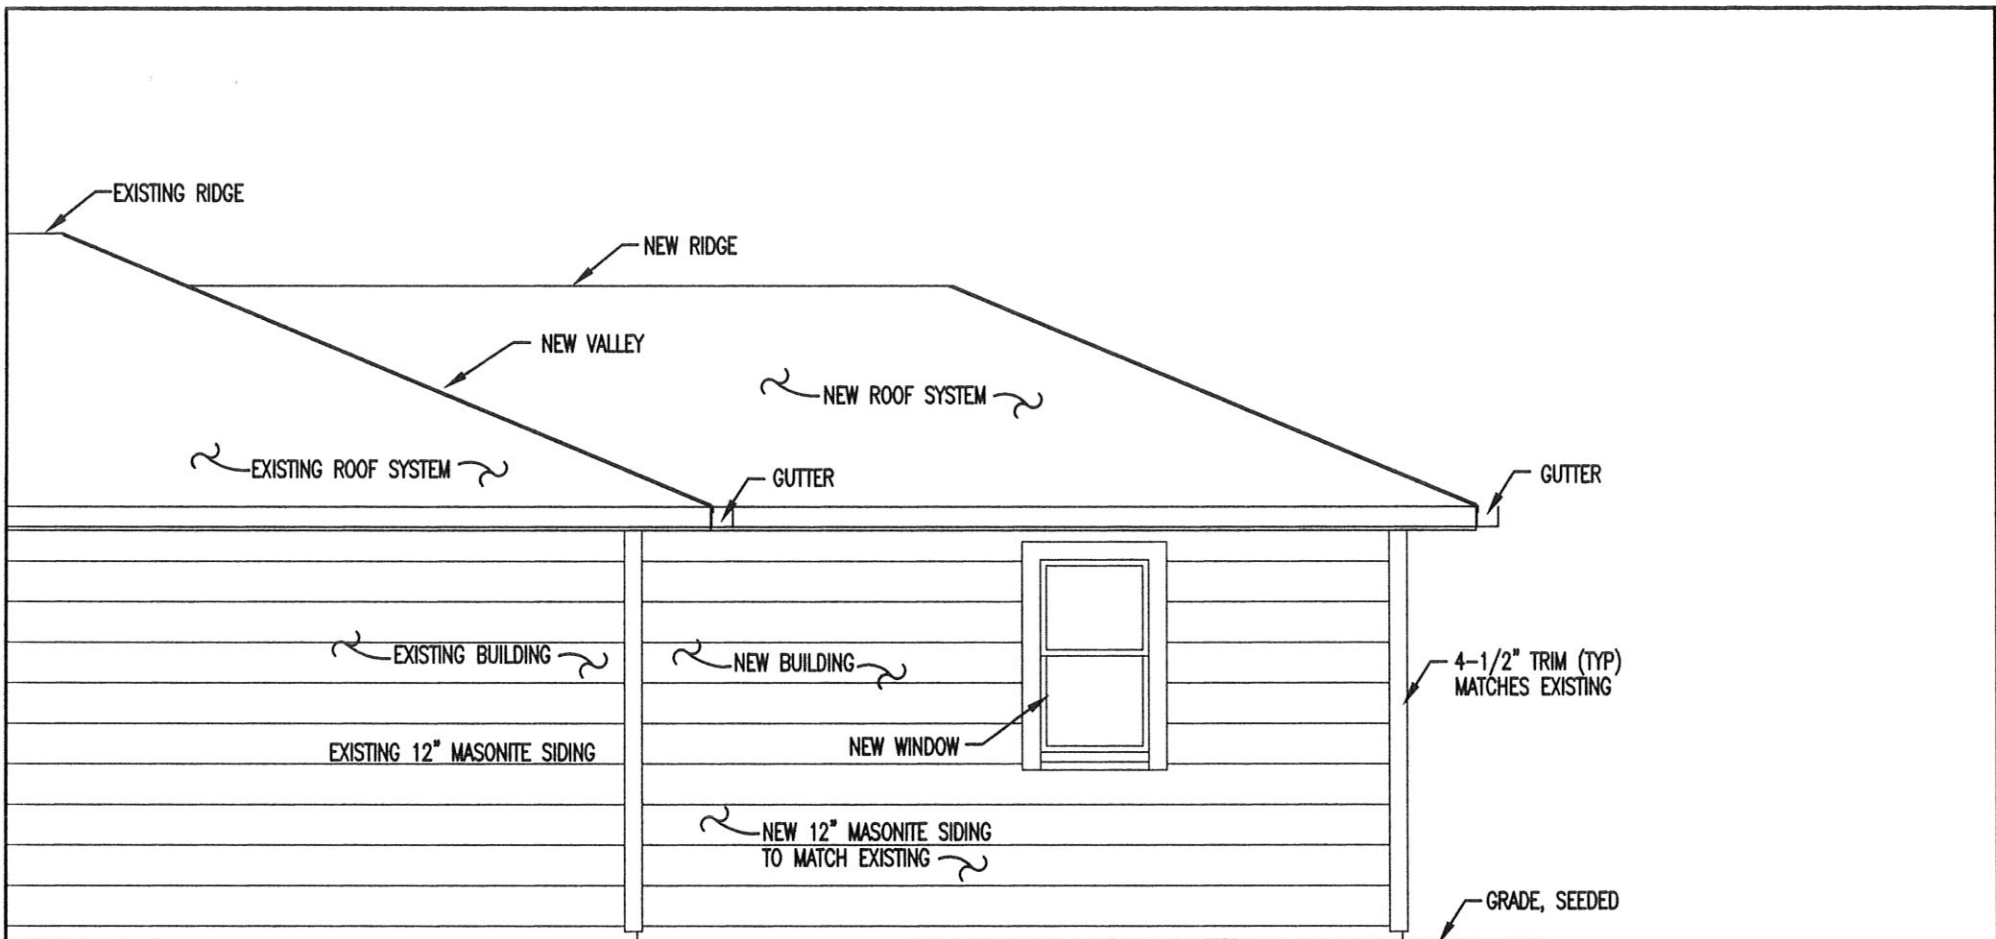 EXISTING RIDGE
NEW RIDGE
NEW VALLEY
NEW ROOF SYSTEM
EXISTING ROOF SYSTEM
GUTTER
GUTTER
EXISTING BUILDING
NEW BUILDING
4-1/2" TRIM (TYP)
MATCHES EXISTING
EXISTING 12" MASONITE SIDING
NEW WINDOW
NEW 12" MASONITE SIDING
TO MATCH EXISTING
GRADE, SEEDED